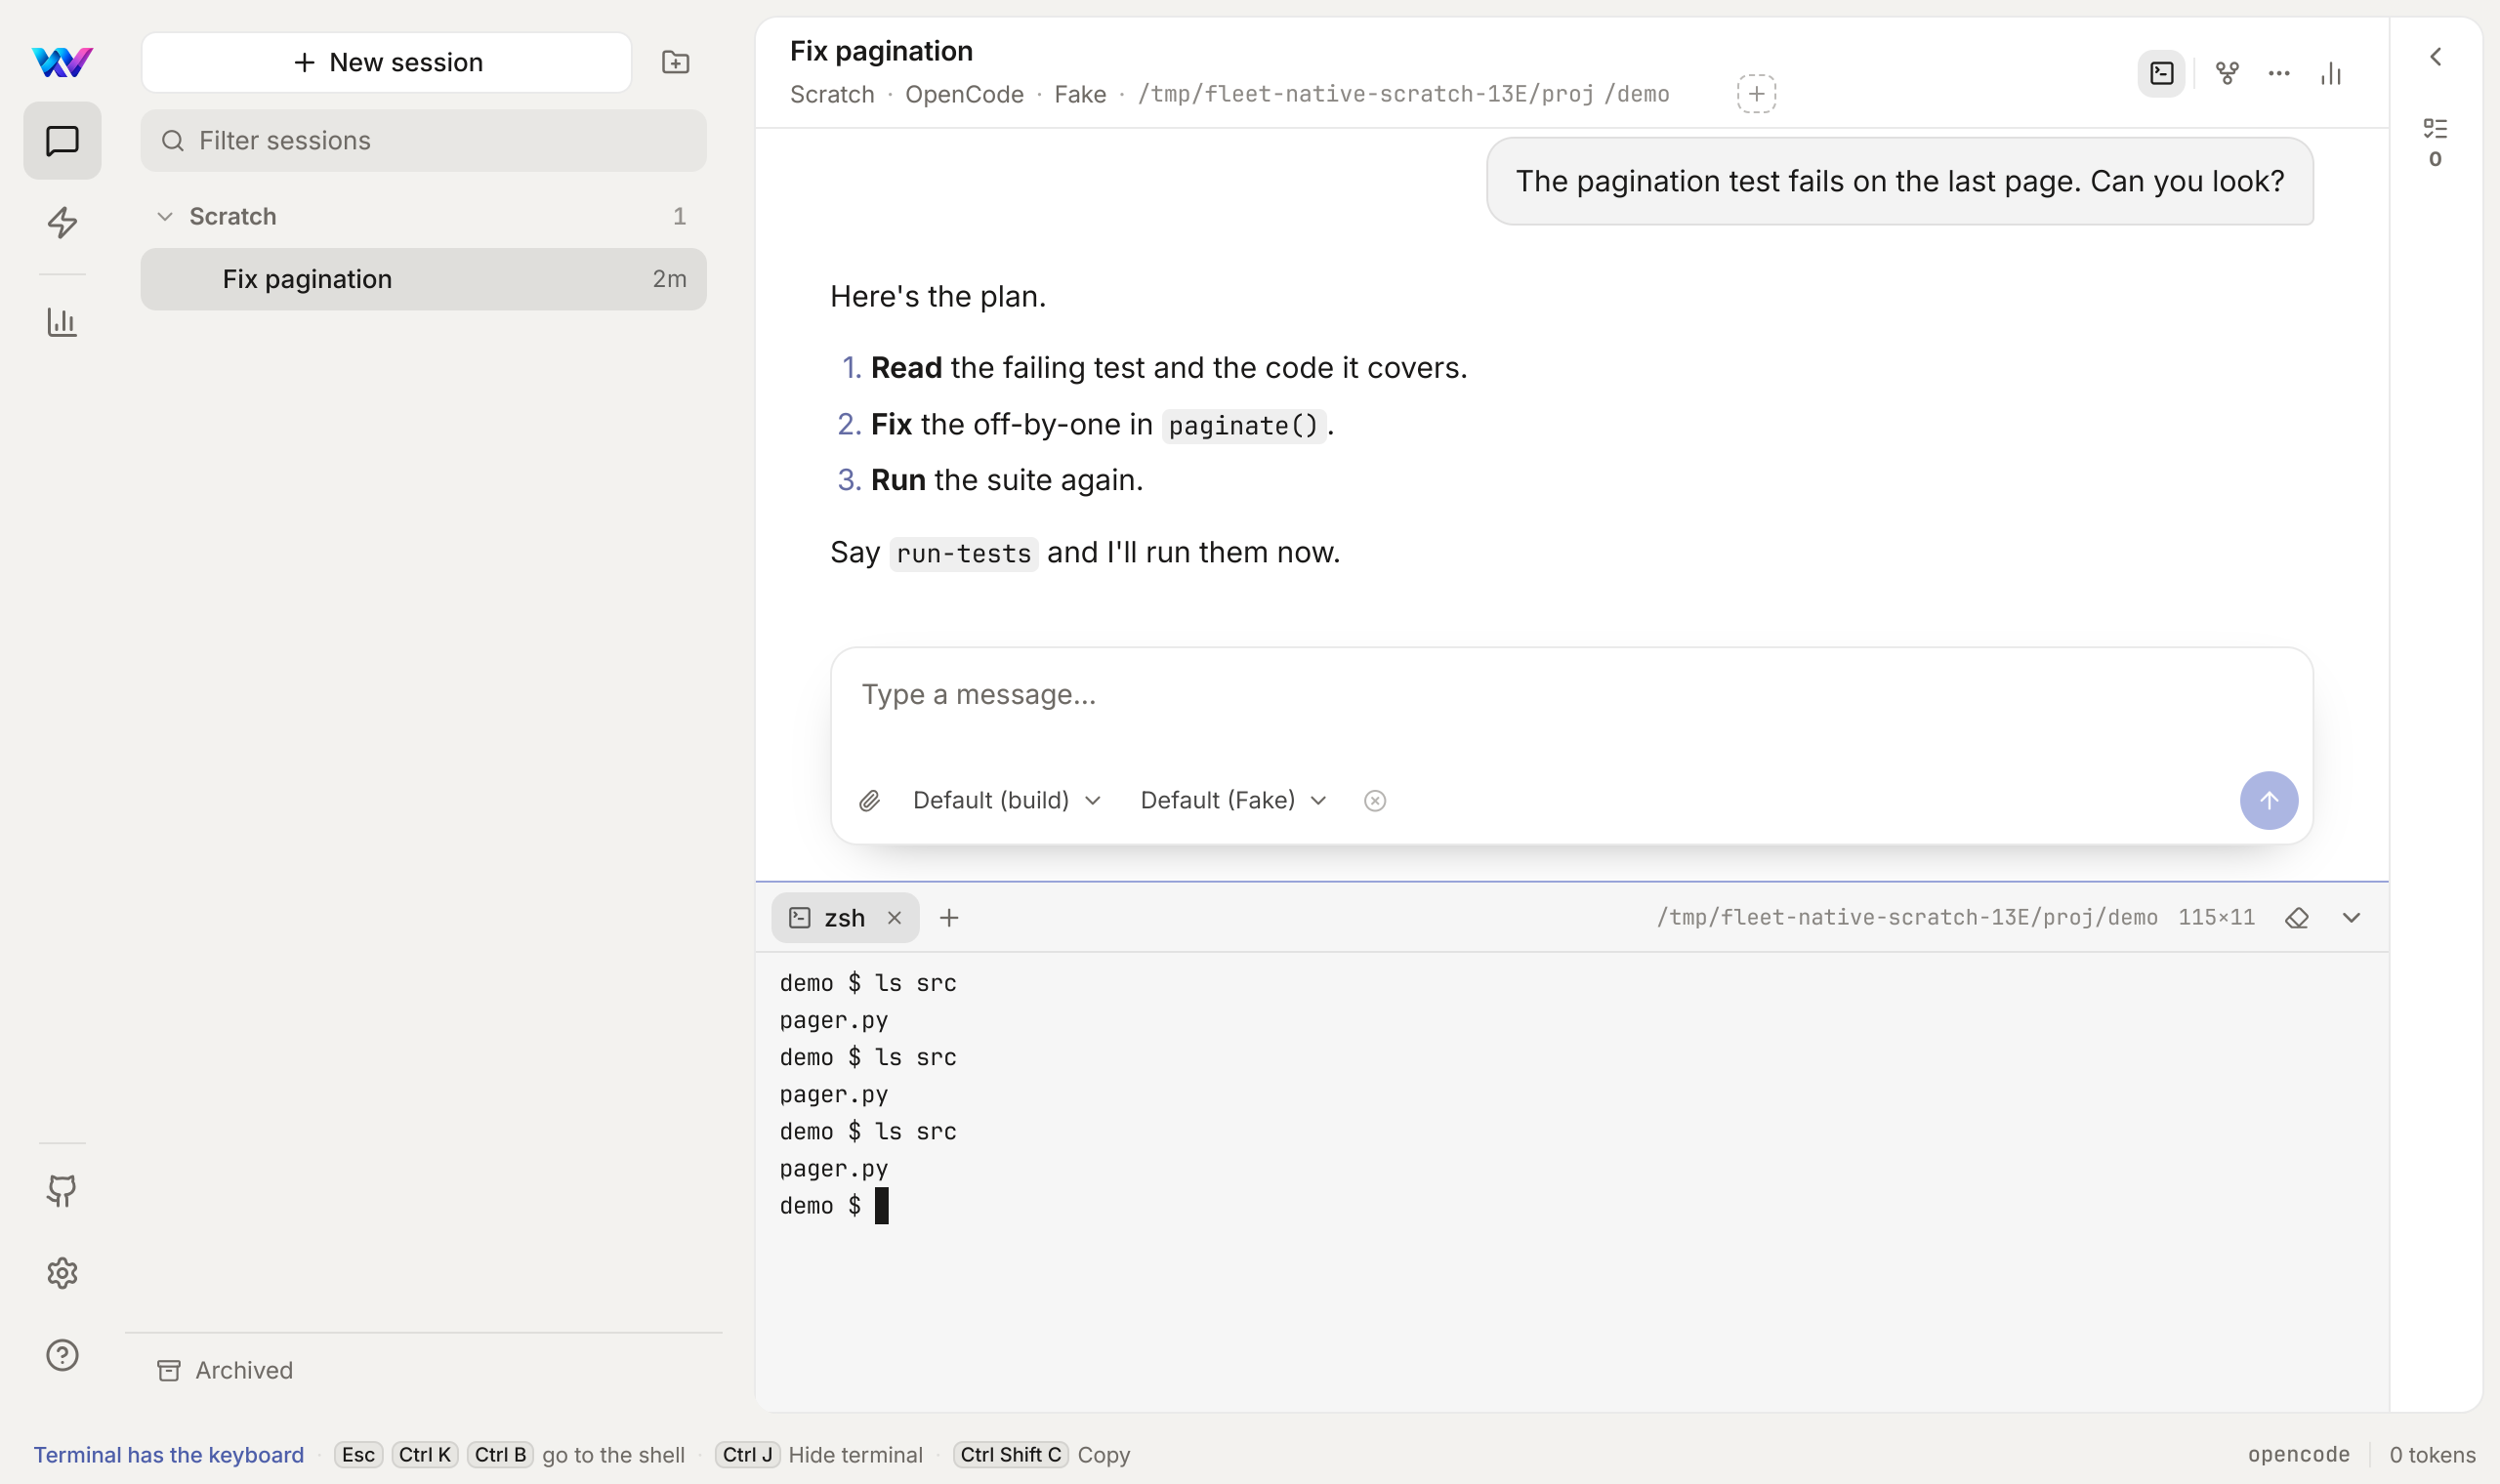 New session
Filter sessions
Scratch 1
Fix pagination 2m
Archived
Fix pagination
Scratch · OpenCode · Fake · /tmp/fleet-native-scratch-13E/proj /demo
0
The pagination test fails on the last page. Can you look?
Here's the plan.
1. Read the failing test and the code it covers.
2. Fix the off-by-one in paginate().
3. Run the suite again.
Say run-tests and I'll run them now.
Type a message...
Default (build) Default (Fake)
zsh /tmp/fleet-native-scratch-13E/proj/demo 115×11
demo $ ls src
pager.py
demo $ ls src
pager.py
demo $ ls src
pager.py
demo $
Terminal has the keyboard · Esc Ctrl K Ctrl B go to the shell · Ctrl J Hide terminal · Ctrl Shift C Copy opencode 0 tokens